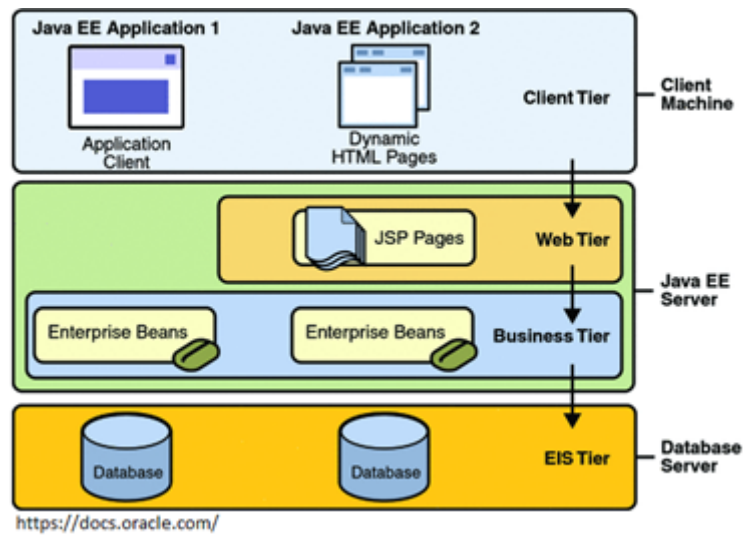 Java EE Application 1
Java EE Application 2
Application
Client
Dynamic
HTML Pages
Client Tier
Client
Machine
JSP Pages
Web Tier
Java EE
Server
Enterprise Beans
Enterprise Beans
Business Tier
Database
Database
EIS Tier
Database
Server
https://docs.oracle.com/